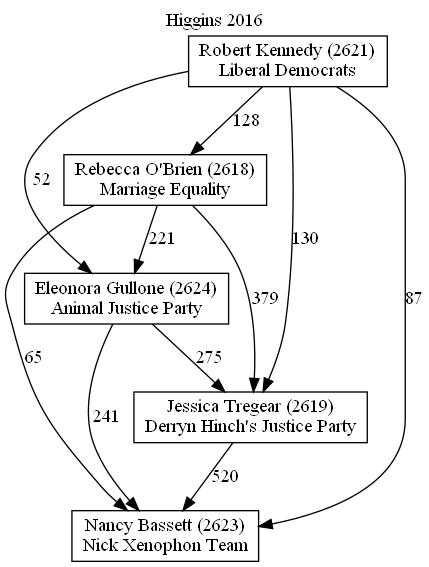 Higgins 2016
Robert Kennedy (2621)
Liberal Democrats
128
Rebecca O'Brien (2618)
Marriage Equality
52
221
130
Eleonora Gullone (2624)
Animal Justice Party
379
87
65
275
Jessica Tregear (2619)
Derryn Hinch's Justice Party
241
520
Nancy Bassett (2623)
Nick Xenophon Team